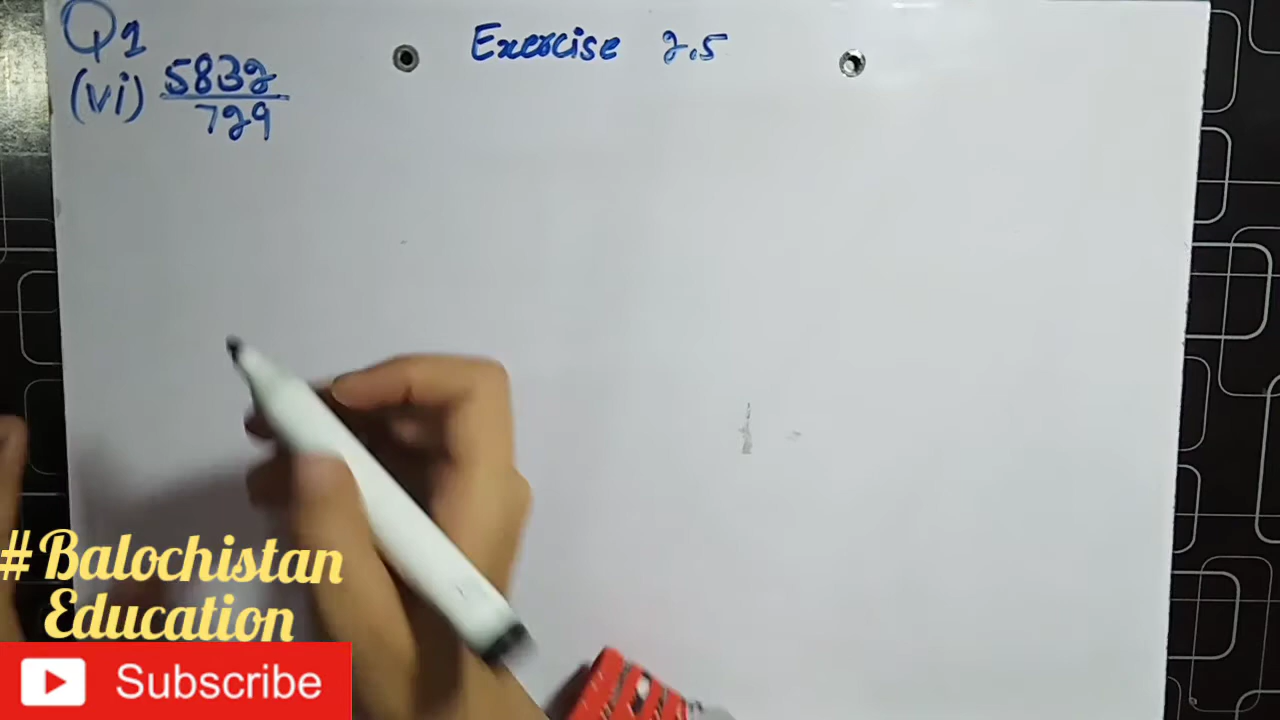 Q1
Exercise 2.5
(vi) 5832
729
#Balochistan
Education
Subscribe